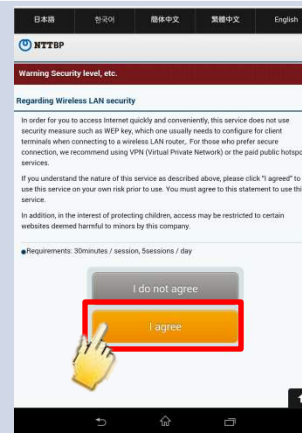 日本語 한국어 簡体中文 繁體中文 English
NTTBP
Warning Security level, etc.
Regarding Wireless LAN security
In order for you to access Internet quickly and conveniently, this service does not use
security measure such as WEP key, which one usually needs to configure for client
terminals when connecting to a wireless LAN router,. For those who prefer secure
connection, we recommend using VPN (Virtual Private Network) or the paid public hotspo
services.
If you understand the nature of this service as described above, please click "I agreed" to
use this service on your own risk prior to use. You must agree to this statement to use thi
service.
In addition, in the interest of protecting children, access may be restricted to certain
websites deemed harmful to minors by this company.
●Requirements: 30minutes / session, 5sessions / day
I do not agree
I agree